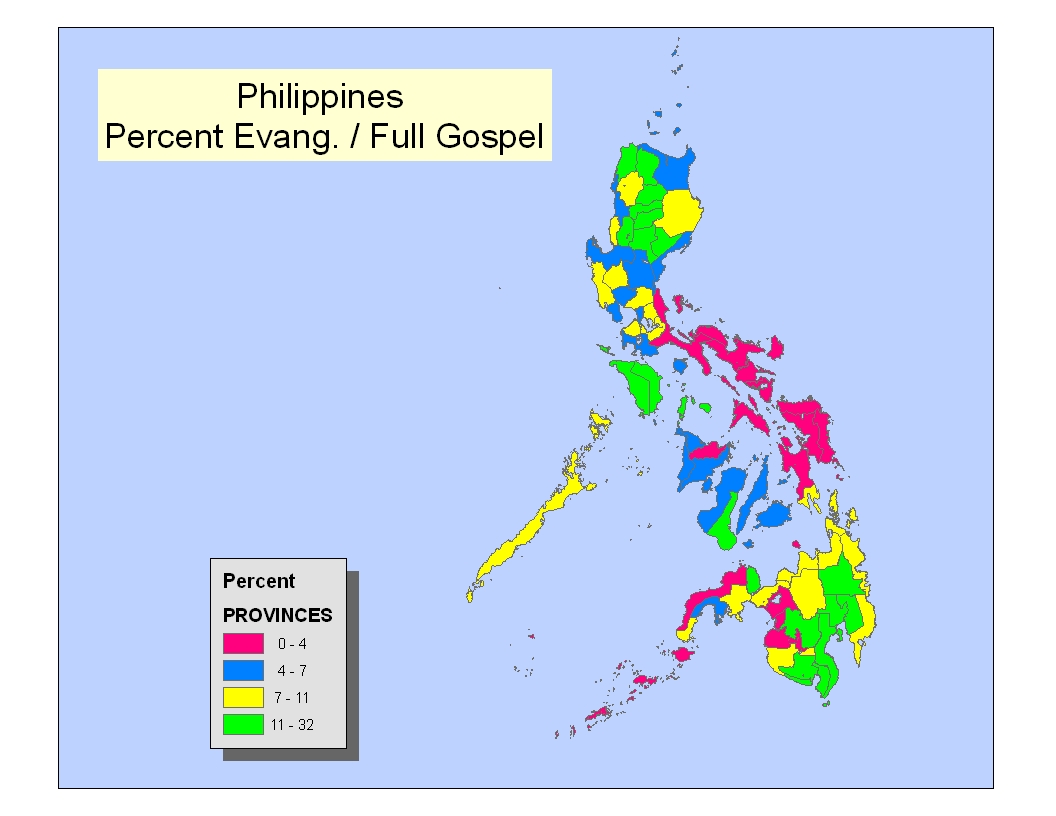 Philippines
Percent Evang. / Full Gospel
Percent
PROVINCES
0 - 4
4 - 7
7 - 11
11 - 32